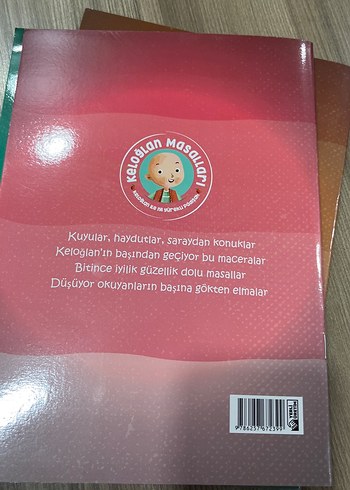 Keloğlan Masalları
Kuyular, haydutlar, saraydan konuklar
Keloğlan'ın başından geçiyor bu maceralar
Bitince iyilik güzellik dolu masallar
Düşüyor okuyanların başına gökten elmalar